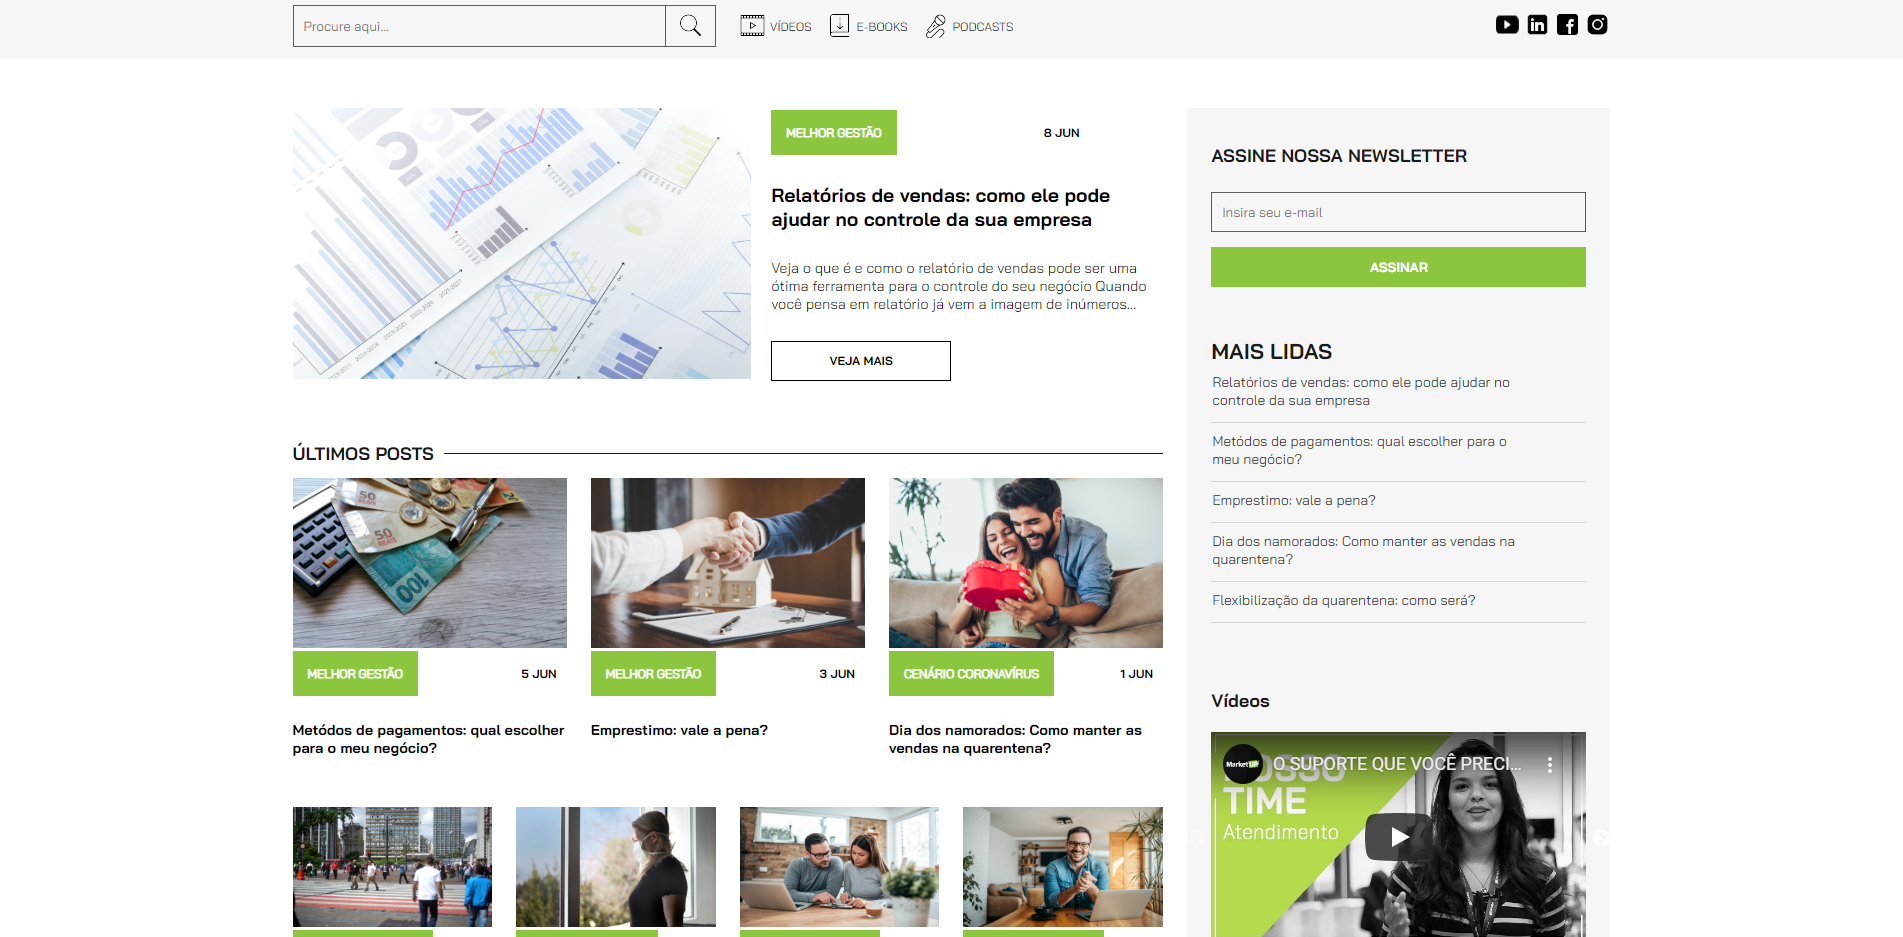 Procure aqui...
VÍDEOS
E-BOOKS
PODCASTS
MELHOR GESTÃO
8 JUN
Relatórios de vendas: como ele pode
ajudar no controle da sua empresa
Veja o que é e como o relatório de vendas pode ser uma
ótima ferramenta para o controle do seu negócio Quando
você pensa em relatório já vem a imagem de inúmeros...
VEJA MAIS
ÚLTIMOS POSTS
50
REAIS
50
REAIS
100
MELHOR GESTÃO
5 JUN
Metódos de pagamentos: qual escolher
para o meu negócio?
MELHOR GESTÃO
3 JUN
Emprestimo: vale a pena?
CENÁRIO CORONAVÍRUS
1 JUN
Dia dos namorados: Como manter as
vendas na quarentena?
ASSINE NOSSA NEWSLETTER
Insira seu e-mail
ASSINAR
MAIS LIDAS
Relatórios de vendas: como ele pode ajudar no
controle da sua empresa
Metódos de pagamentos: qual escolher para o
meu negócio?
Emprestimo: vale a pena?
Dia dos namorados: Como manter as vendas na
quarentena?
Flexibilização da quarentena: como será?
Vídeos
MarketUP
O SUPORTE QUE VOCÊ PRECI...
NOSSO
TIME
Atendimento